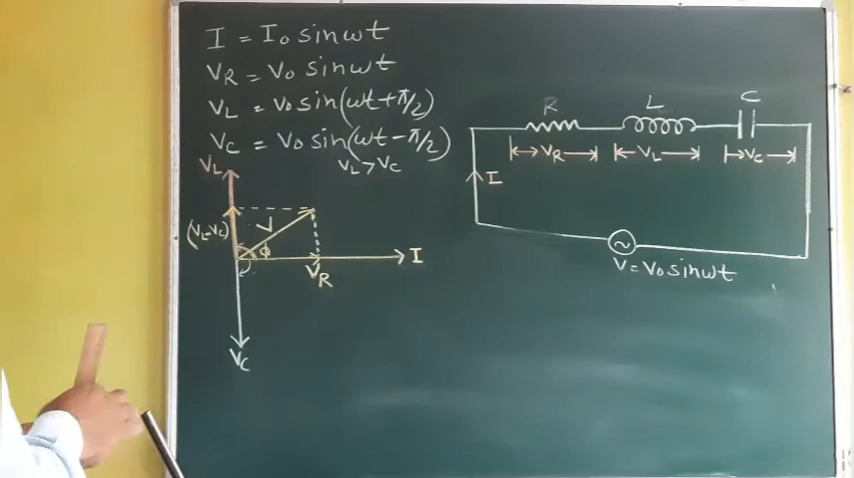 I = I₀ sinωt
V_R = V₀ sinωt
V_L = V₀ sin(ωt+π/2)
V_C = V₀ sin(ωt-π/2)
V_L > V_C
V_L
(V_L-V_C)
V
ϕ
I
V_R
V_C
R L C
V_R V_L V_C
I
~
V = V₀ sinωt